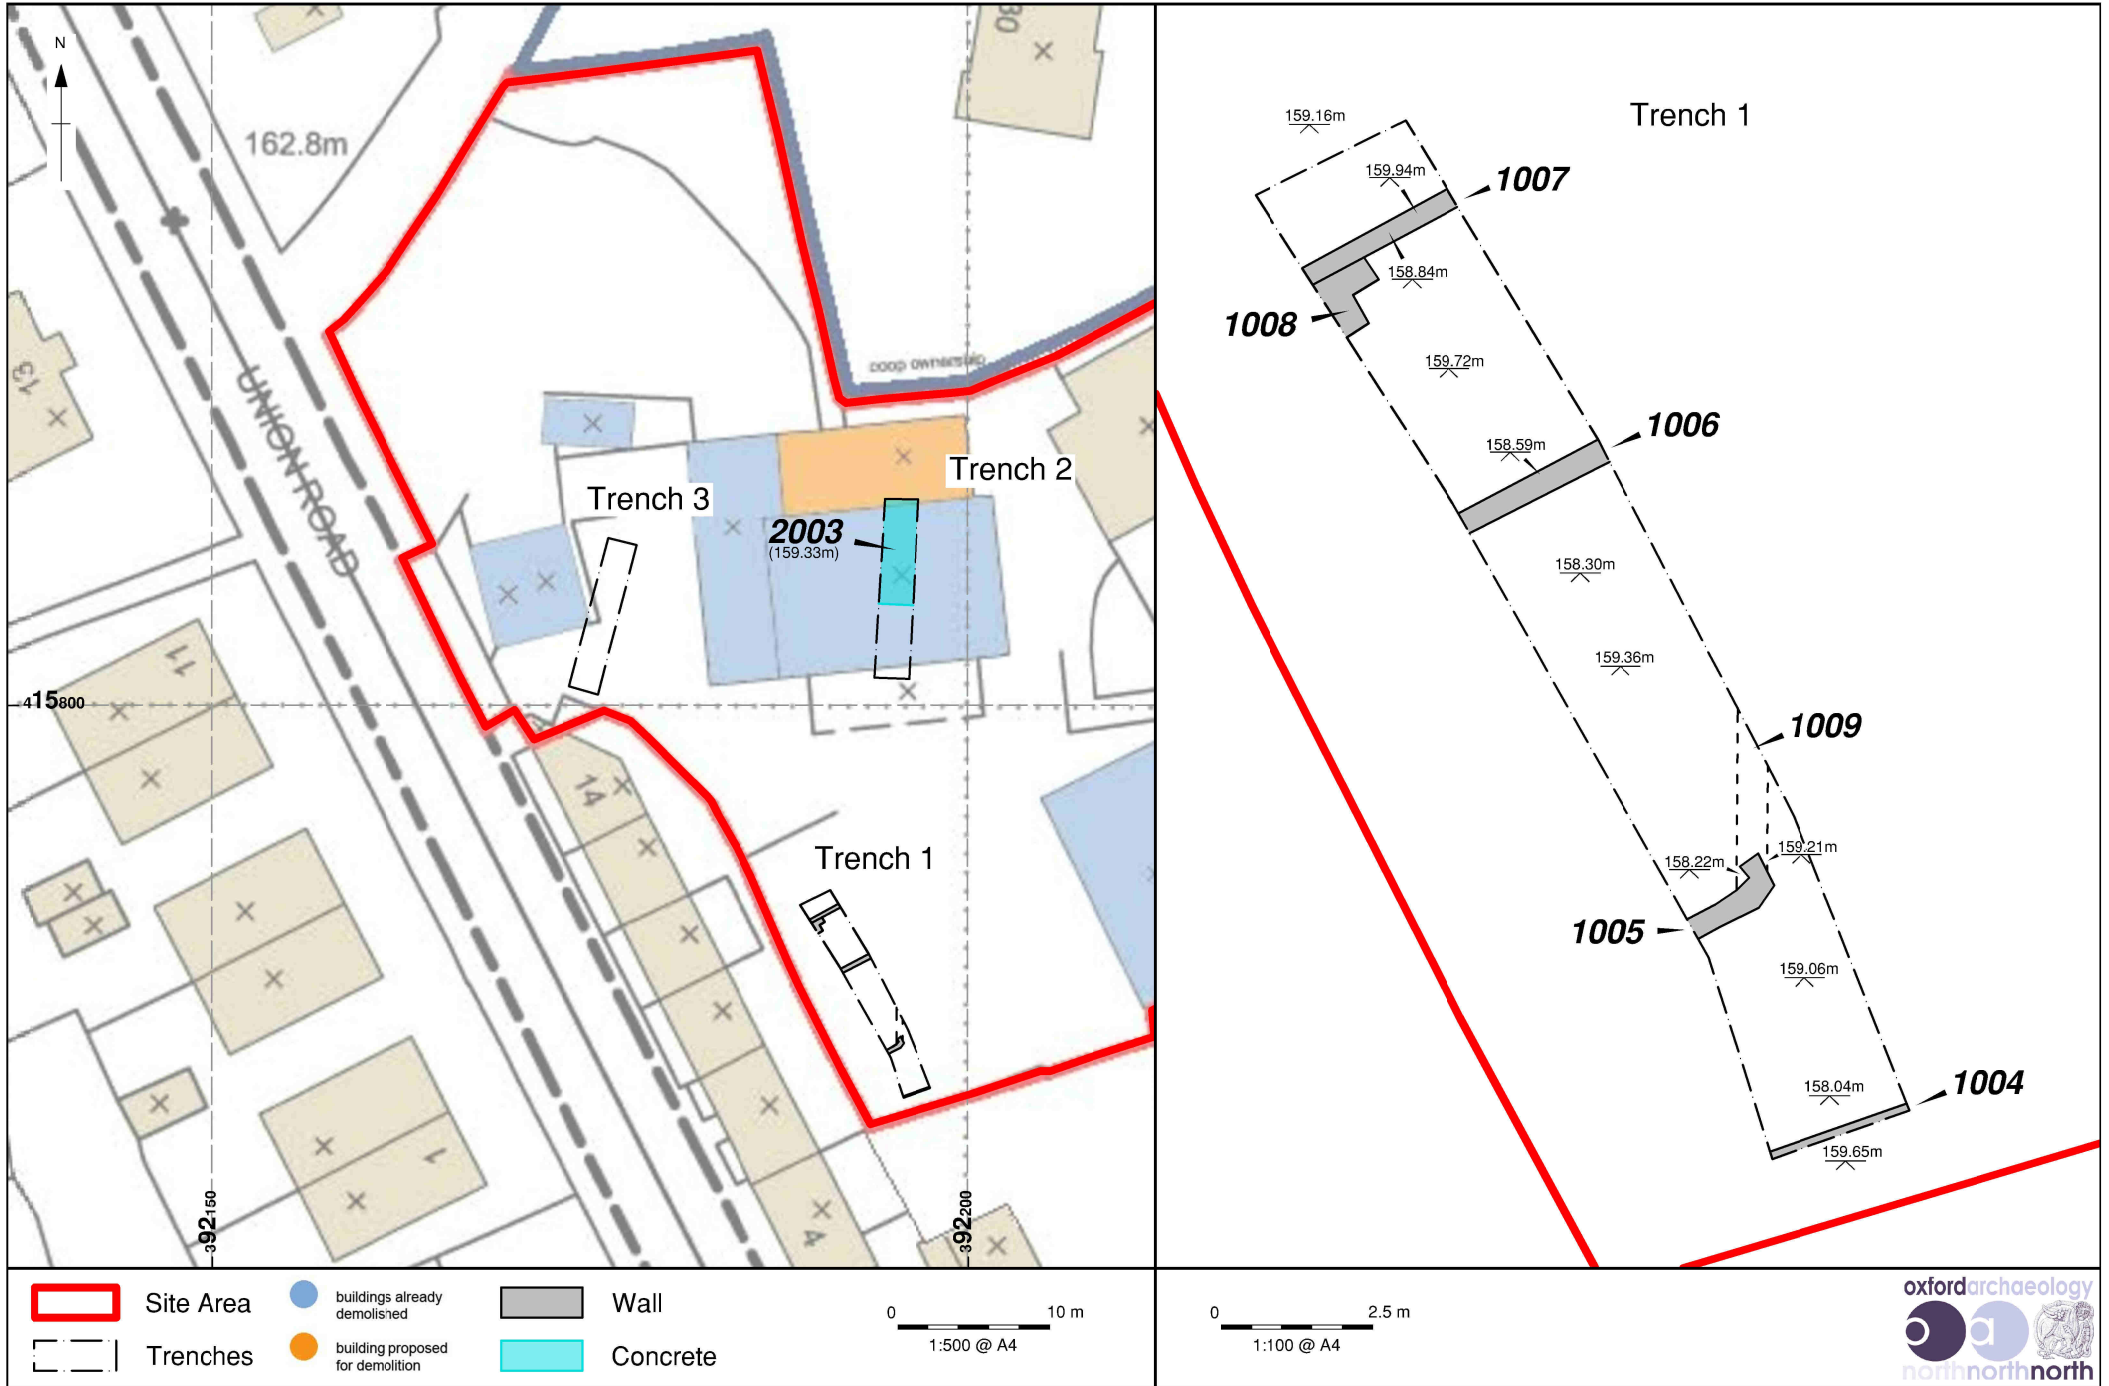 N
162.8m
30
13
UNION ROAD
coop ownership
Trench 3
Trench 2
2003
(159.33m)
11
415800
14
Trench 1
1
4
392150
392200
Trench 1
159.16m
159.94m
1007
158.84m
1008
159.72m
1006
158.59m
158.30m
159.36m
1009
158.22m
159.21m
1005
159.06m
158.04m
1004
159.65m
Site Area
Trenches
buildings already
demolished
building proposed
for demolition
Wall
Concrete
0 10 m
1:500 @ A4
0 2.5 m
1:100 @ A4
oxfordarchaeology
oa
northnorthnorth